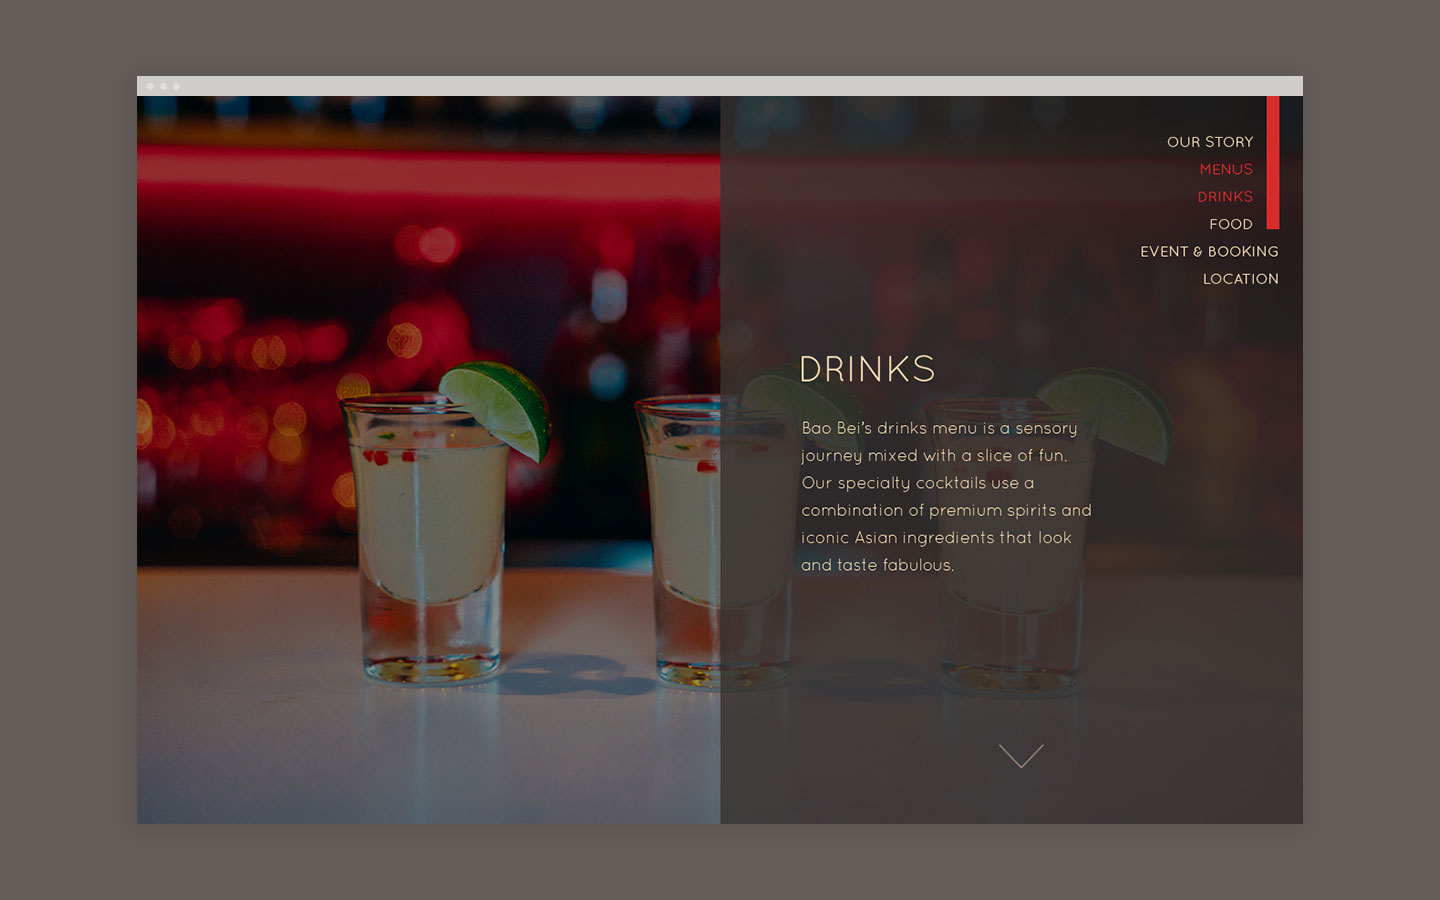 OUR STORY
MENUS
DRINKS
FOOD
EVENT & BOOKING
LOCATION
DRINKS
Bao Bei's drinks menu is a sensory
journey mixed with a slice of fun.
Our specialty cocktails use a
combination of premium spirits and
iconic Asian ingredients that look
and taste fabulous.